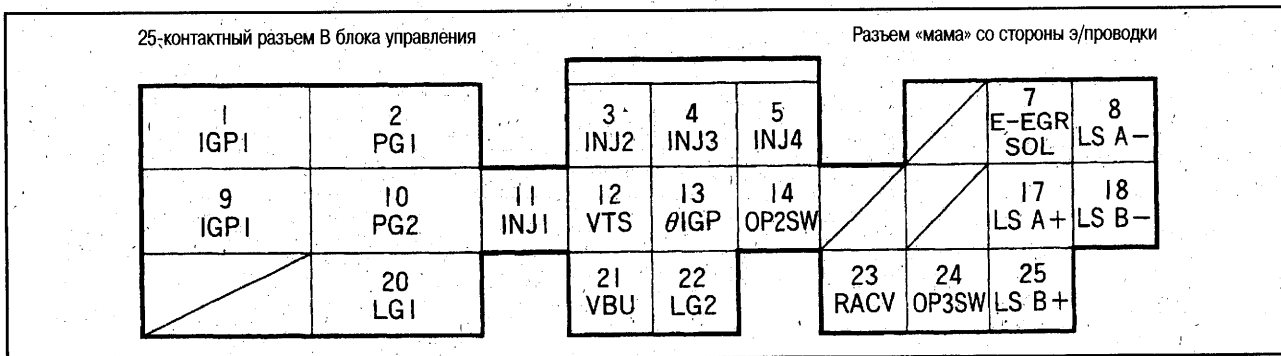 25-контактный разъем В блока управления
Разъем «мама» со стороны э/проводки
1 2 3 4 5 7 8
IGP1 PG1 INJ2 INJ3 INJ4 E-EGR SOL LS A−
9 10 11 12 13 14 17 18
IGP1 PG2 INJ1 VTS θIGP OP2SW LS A+ LS B−
20 21 22 23 24 25
LG1 VBU LG2 RACV OP3SW LS B+